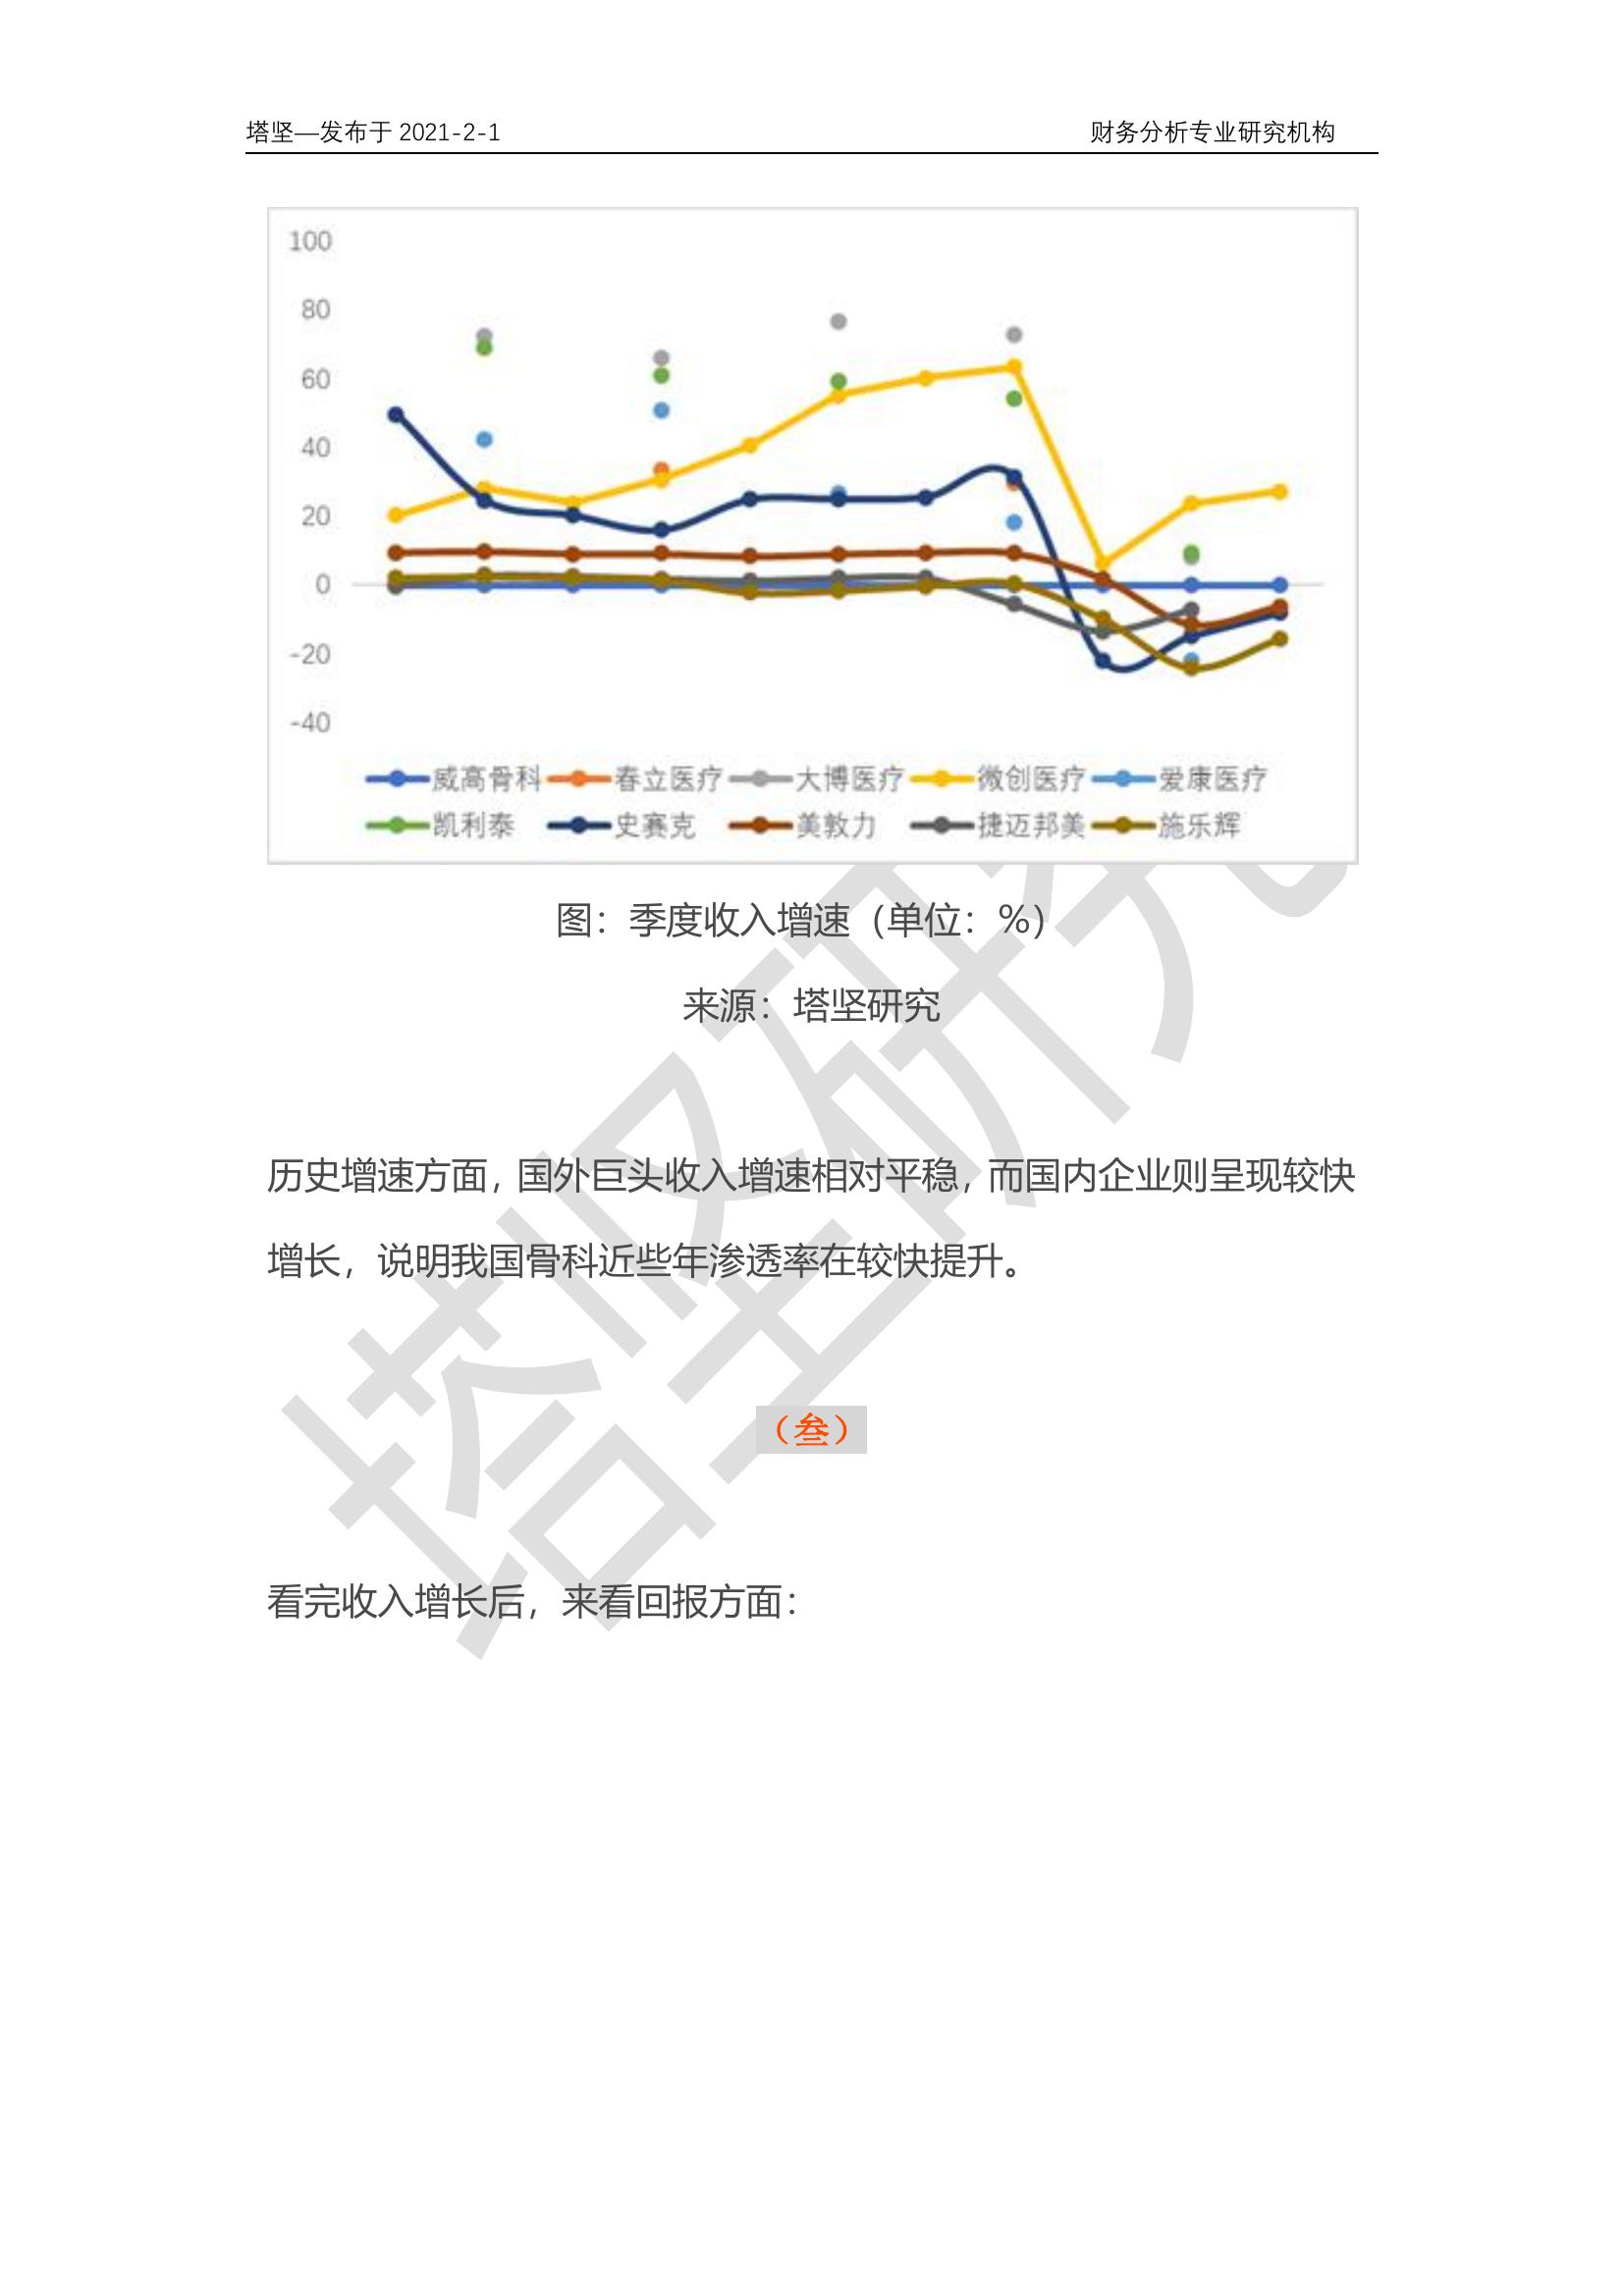 塔坚—发布于 2021-2-1 财务分析专业研究机构
100
80
60
40
20
0
-20
-40
威高骨科 春立医疗 大博医疗 微创医疗 爱康医疗
凯利泰 史赛克 美敦力 捷迈邦美 施乐辉
图：季度收入增速（单位：%）
来源：塔坚研究
历史增速方面，国外巨头收入增速相对平稳，而国内企业则呈现较快
增长，说明我国骨科近些年渗透率在较快提升。
（叁）
看完收入增长后，来看回报方面：
塔坚研究